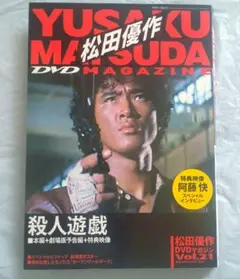 YUSAKU
松田優作
MATSUDA
DVD MAGAZINE
特典映像
阿藤 快
スペシャル
インタビュー
殺人遊戯
■本編+劇場版予告編+特典映像
松田優作
DVDマガジン
Vol.21